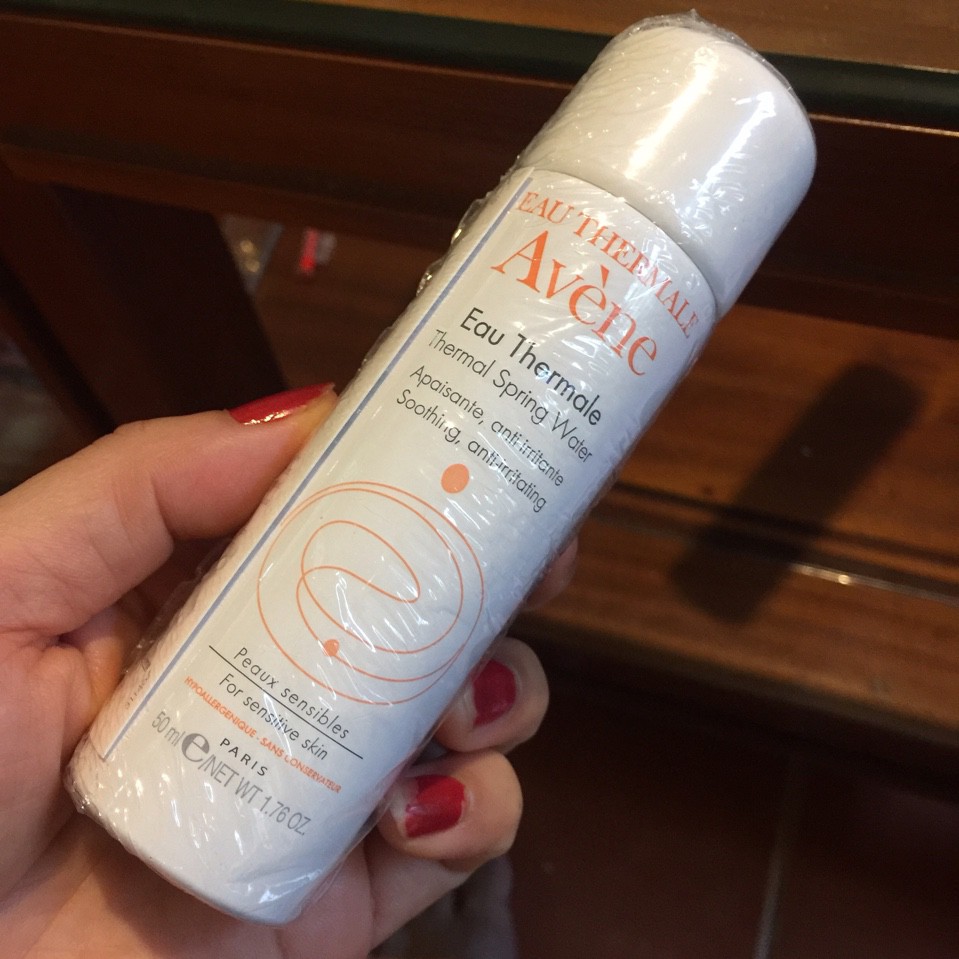 EAU THERMALE
Avène
Eau Thermale
Thermal Spring Water
Apaisante, anti-irritante
Soothing, anti-irritating
Peaux sensibles
For sensitive skin
HYPOALLERGENIQUE - SANS CONSERVATEUR
PARIS
50 ml e/NET WT 1.76 OZ.